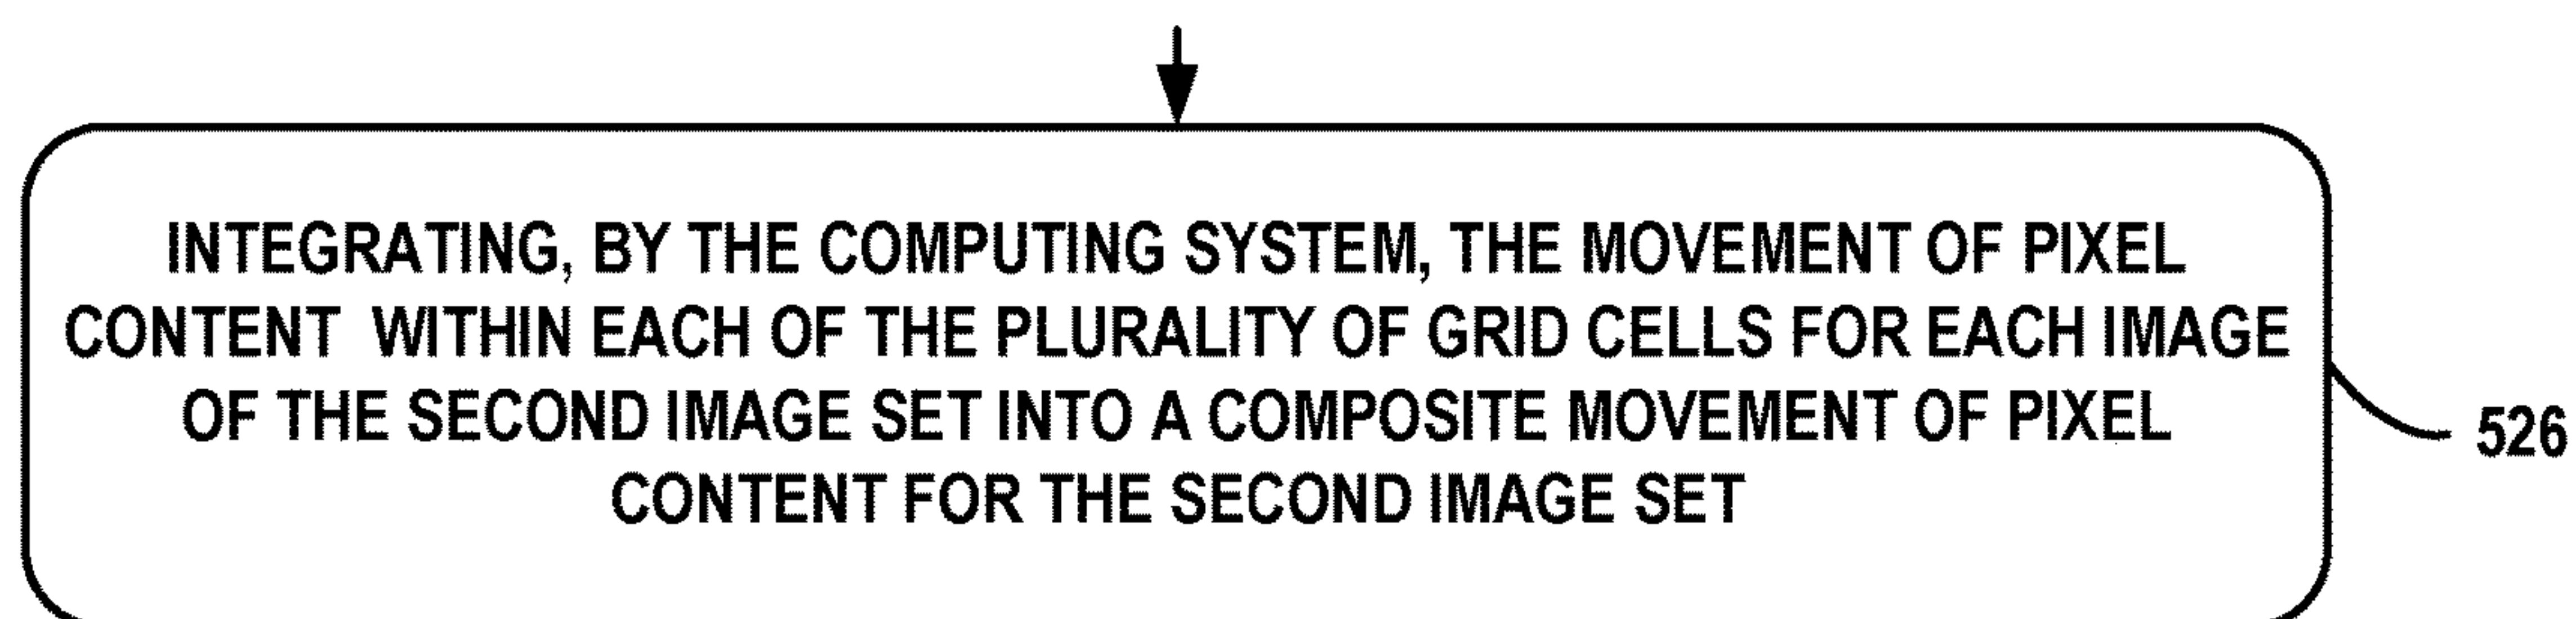 INTEGRATING, BY THE COMPUTING SYSTEM, THE MOVEMENT OF PIXEL
CONTENT WITHIN EACH OF THE PLURALITY OF GRID CELLS FOR EACH IMAGE
OF THE SECOND IMAGE SET INTO A COMPOSITE MOVEMENT OF PIXEL
CONTENT FOR THE SECOND IMAGE SET
526